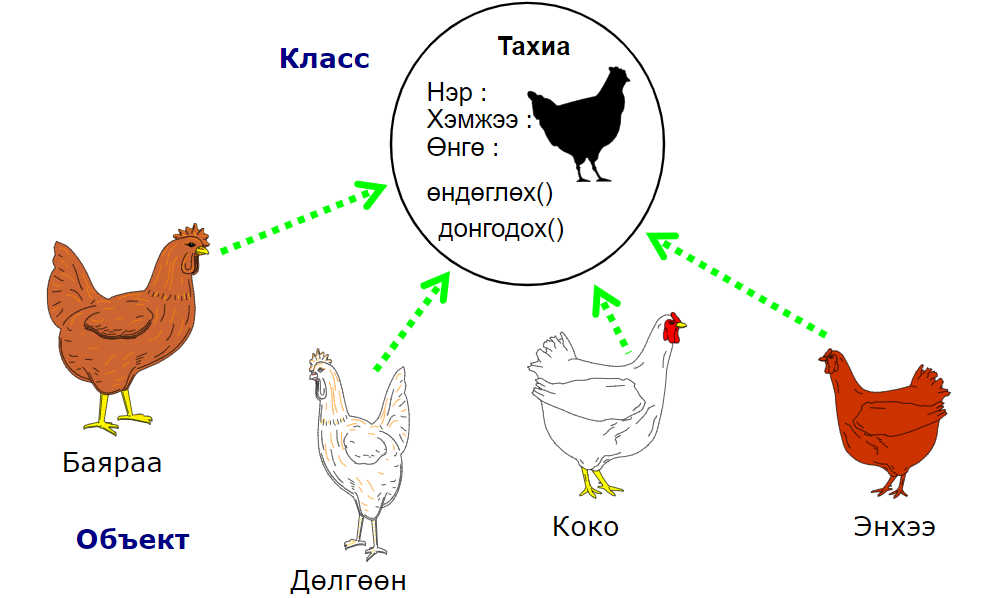 Класс
Тахиа
Нэр :
Хэмжээ :
Өнгө :
өндөглөх()
донгодох()
Баяраа
Объект
Дөлгөөн
Коко
Энхээ